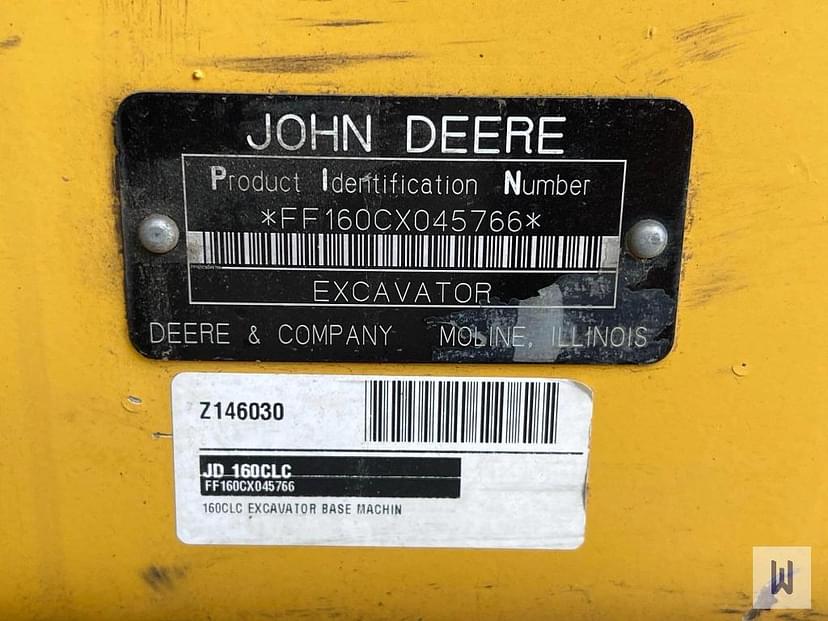 JOHN DEERE
Product Identification Number
*FF160CX045766*
EXCAVATOR
DEERE & COMPANY MOLINE, ILLINOIS
Z146030
JD 160CLC
FF160CX045766
160CLC EXCAVATOR BASE MACHIN
W